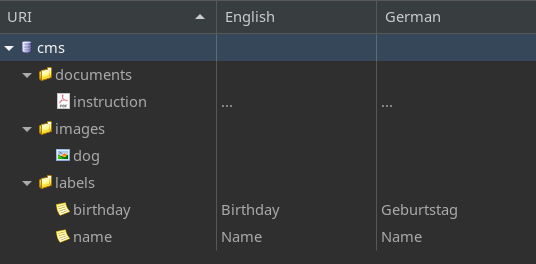 URI English German
cms
documents
instruction ... ...
images
dog
labels
birthday Birthday Geburtstag
name Name Name